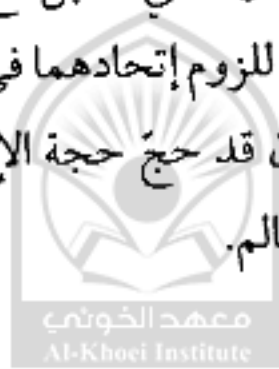 للزوم إتحادهما في
قد حجّ حجة الإ
الم.
معهد الخوئي
Al-Khoei Institute